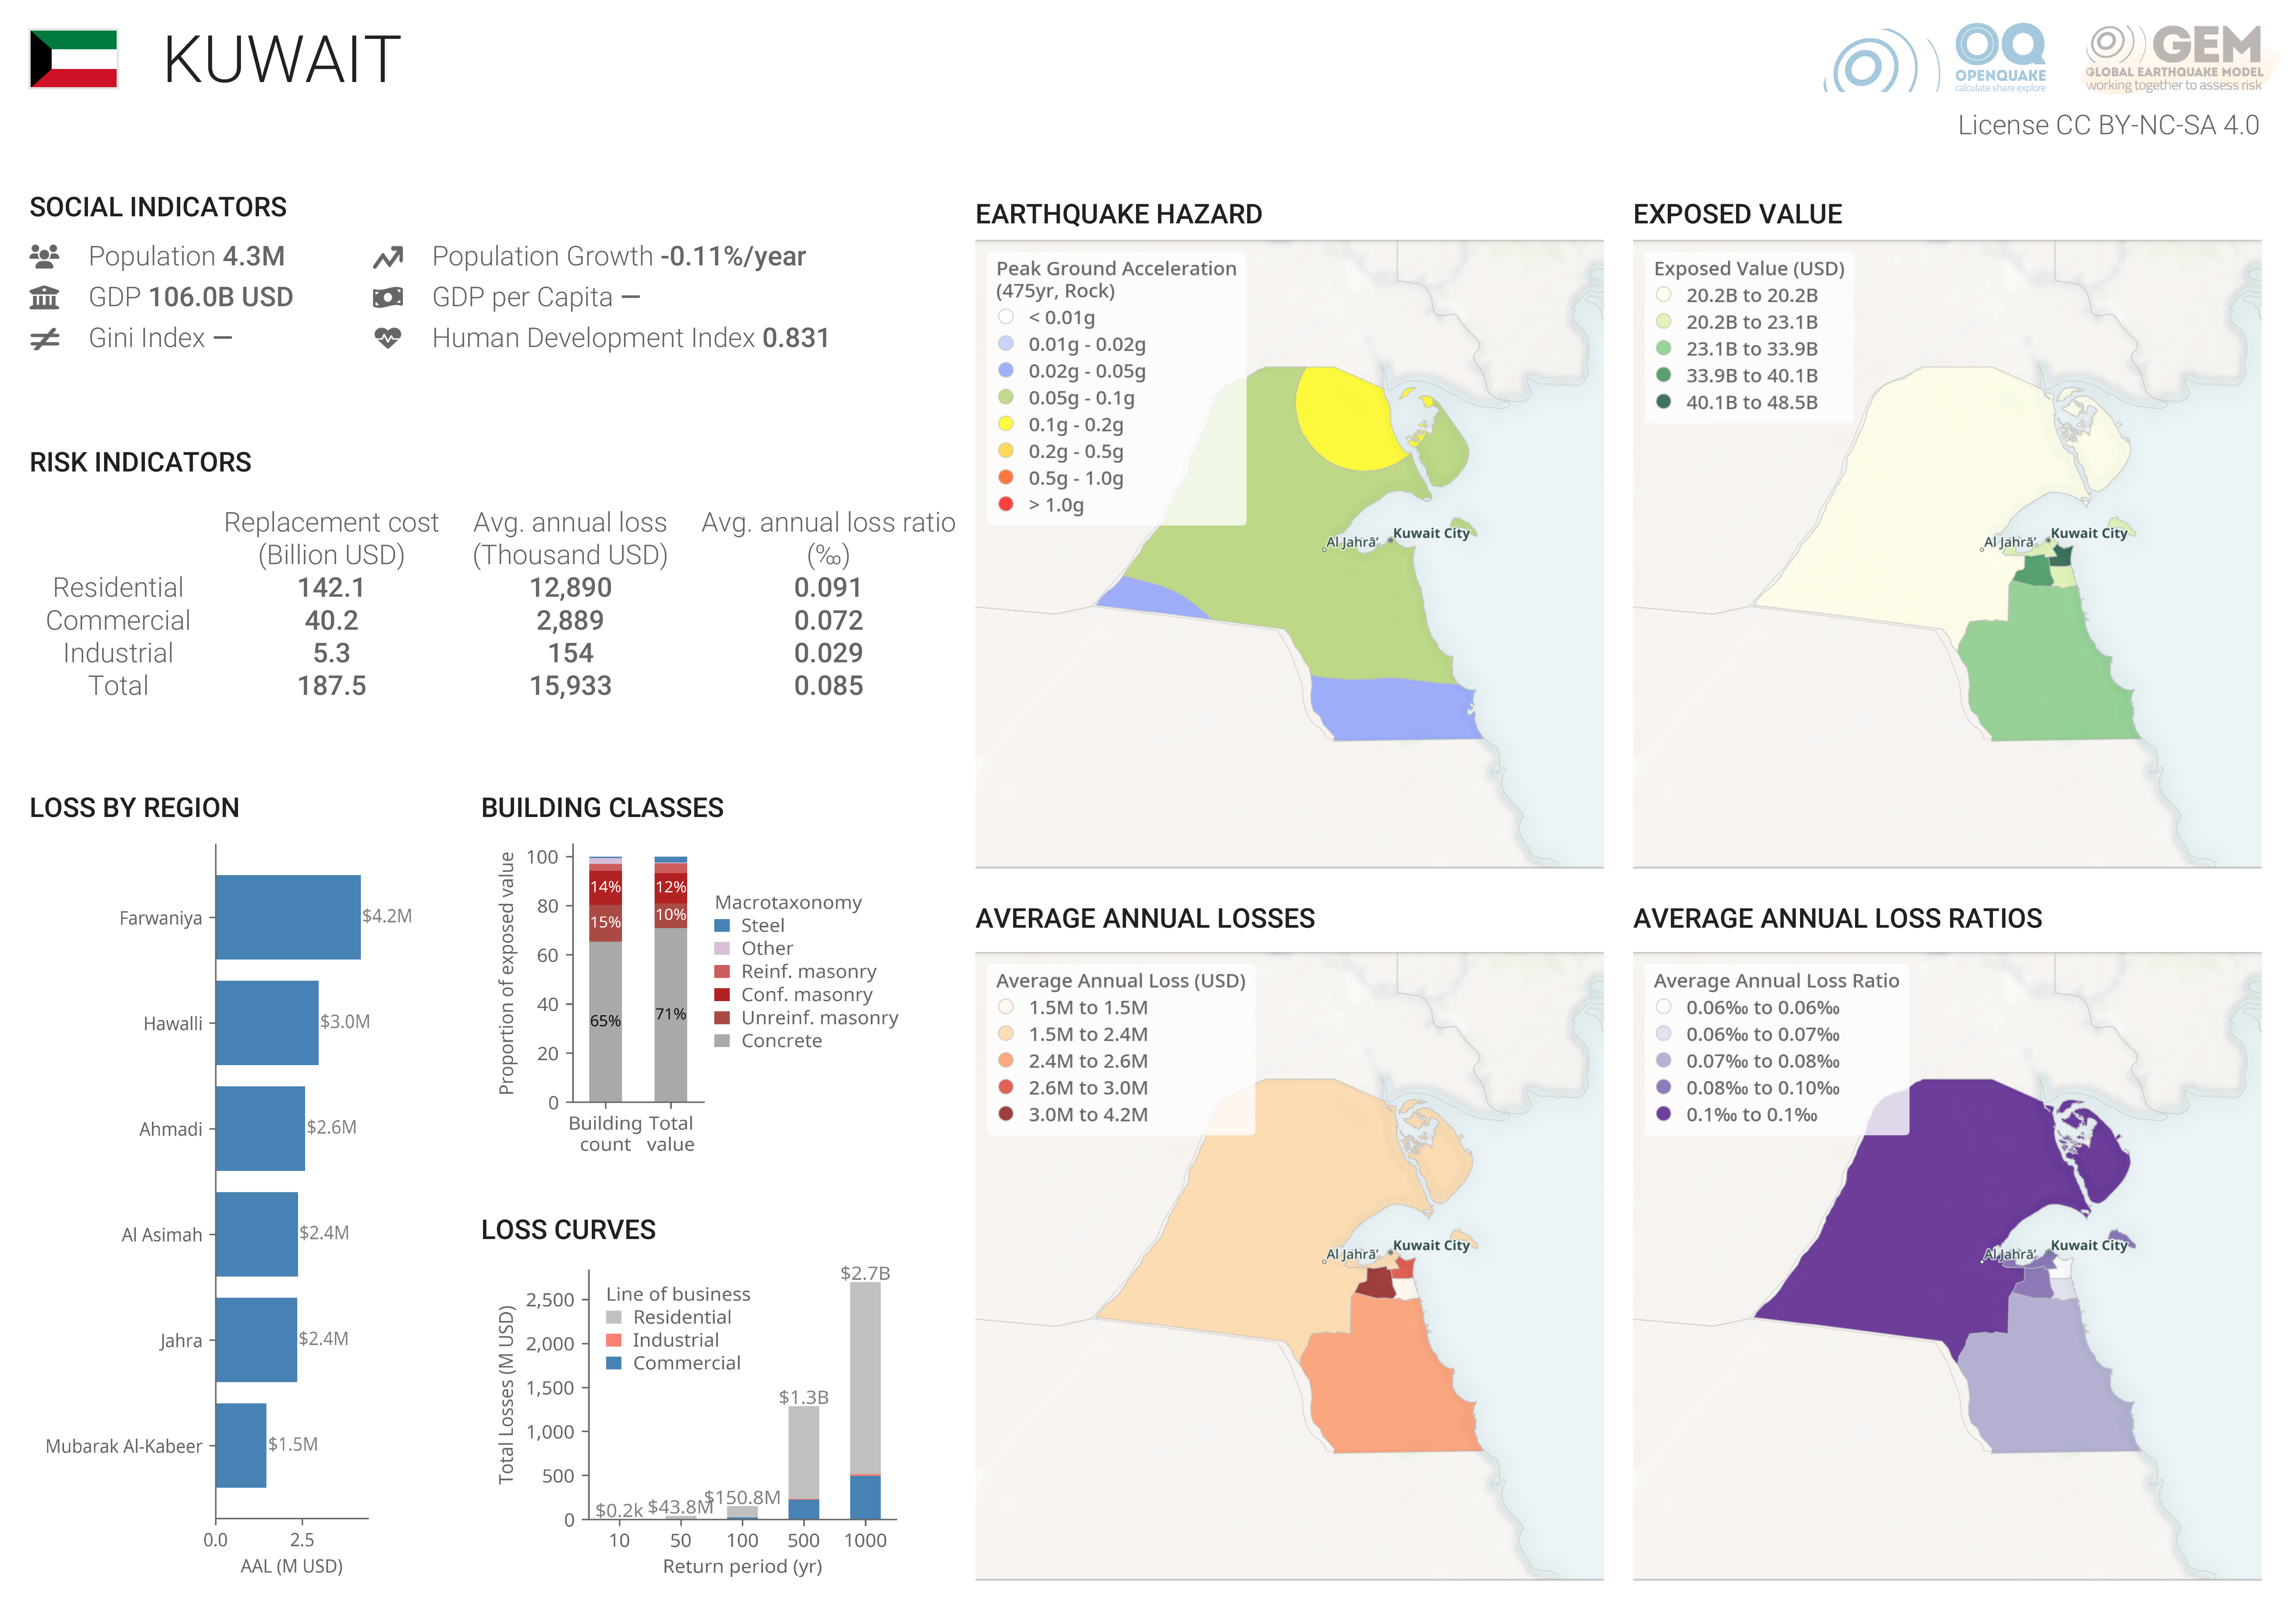 KUWAIT
OQ
OPENQUAKE
calculate share explore
GEM
GLOBAL EARTHQUAKE MODEL
working together to assess risk
License CC BY-NC-SA 4.0
SOCIAL INDICATORS
Population 4.3M
Population Growth -0.11%/year
GDP 106.0B USD
GDP per Capita —
Gini Index —
Human Development Index 0.831
RISK INDICATORS
Replacement cost Avg. annual loss Avg. annual loss ratio
(Billion USD) (Thousand USD) (‰)
Residential 142.1 12,890 0.091
Commercial 40.2 2,889 0.072
Industrial 5.3 154 0.029
Total 187.5 15,933 0.085
LOSS BY REGION
Farwaniya $4.2M
Hawalli $3.0M
Ahmadi $2.6M
Al Asimah $2.4M
Jahra $2.4M
Mubarak Al-Kabeer $1.5M
0.0 2.5
AAL (M USD)
BUILDING CLASSES
Proportion of exposed value
100
80
60
40
20
0
14% 12%
15% 10%
65% 71%
Building Total
count value
Macrotaxonomy
Steel
Other
Reinf. masonry
Conf. masonry
Unreinf. masonry
Concrete
LOSS CURVES
Total Losses (M USD)
2,500
2,000
1,500
1,000
500
0
Line of business
Residential
Industrial
Commercial
$0.2k $43.8M $150.8M $1.3B $2.7B
10 50 100 500 1000
Return period (yr)
EARTHQUAKE HAZARD
Peak Ground Acceleration
(475yr, Rock)
< 0.01g
0.01g - 0.02g
0.02g - 0.05g
0.05g - 0.1g
0.1g - 0.2g
0.2g - 0.5g
0.5g - 1.0g
> 1.0g
Al Jahrā’ Kuwait City
EXPOSED VALUE
Exposed Value (USD)
20.2B to 20.2B
20.2B to 23.1B
23.1B to 33.9B
33.9B to 40.1B
40.1B to 48.5B
Al Jahrā’ Kuwait City
AVERAGE ANNUAL LOSSES
Average Annual Loss (USD)
1.5M to 1.5M
1.5M to 2.4M
2.4M to 2.6M
2.6M to 3.0M
3.0M to 4.2M
Al Jahrā’ Kuwait City
AVERAGE ANNUAL LOSS RATIOS
Average Annual Loss Ratio
0.06‰ to 0.06‰
0.06‰ to 0.07‰
0.07‰ to 0.08‰
0.08‰ to 0.10‰
0.1‰ to 0.1‰
Al Jahrā’ Kuwait City